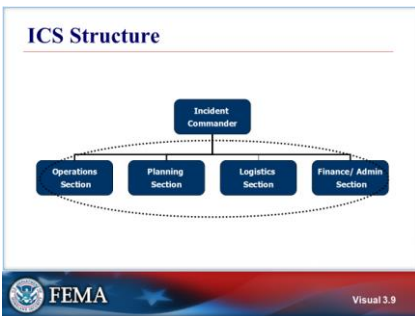 ICS Structure
Incident
Commander
Operations
Section
Planning
Section
Logistics
Section
Finance/ Admin
Section
FEMA
Visual 3.9